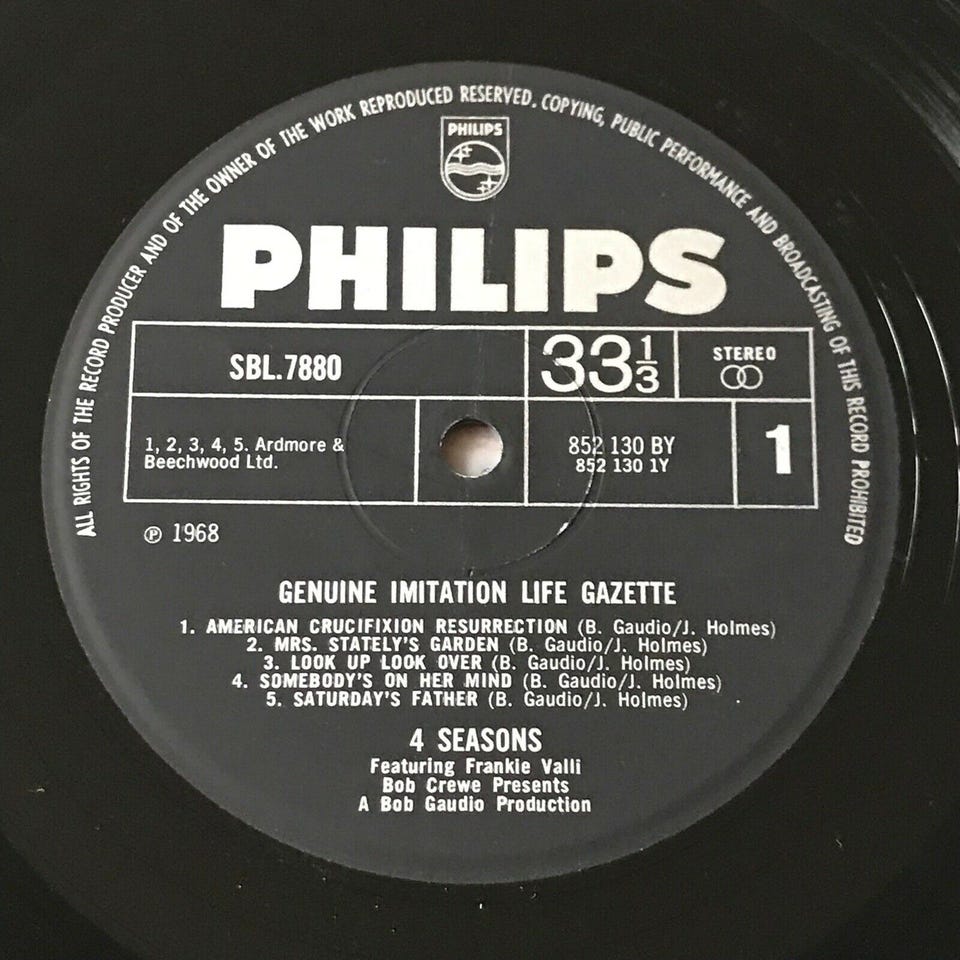 ALL RIGHTS OF THE RECORD PRODUCER AND OF THE OWNER OF THE WORK REPRODUCED RESERVED. COPYING, PUBLIC PERFORMANCE AND BROADCASTING OF THIS RECORD PROHIBITED
PHILIPS
PHILIPS
SBL.7880
33 1/3
STEREO
1, 2, 3, 4, 5. Ardmore &
Beechwood Ltd.
852 130 BY
852 130 1Y
1
℗ 1968
GENUINE IMITATION LIFE GAZETTE
1. AMERICAN CRUCIFIXION RESURRECTION (B. Gaudio/J. Holmes)
2. MRS. STATELY'S GARDEN (B. Gaudio/J. Holmes)
3. LOOK UP LOOK OVER (B. Gaudio/J. Holmes)
4. SOMEBODY'S ON HER MIND (B. Gaudio/J. Holmes)
5. SATURDAY'S FATHER (B. Gaudio/J. Holmes)
4 SEASONS
Featuring Frankie Valli
Bob Crewe Presents
A Bob Gaudio Production